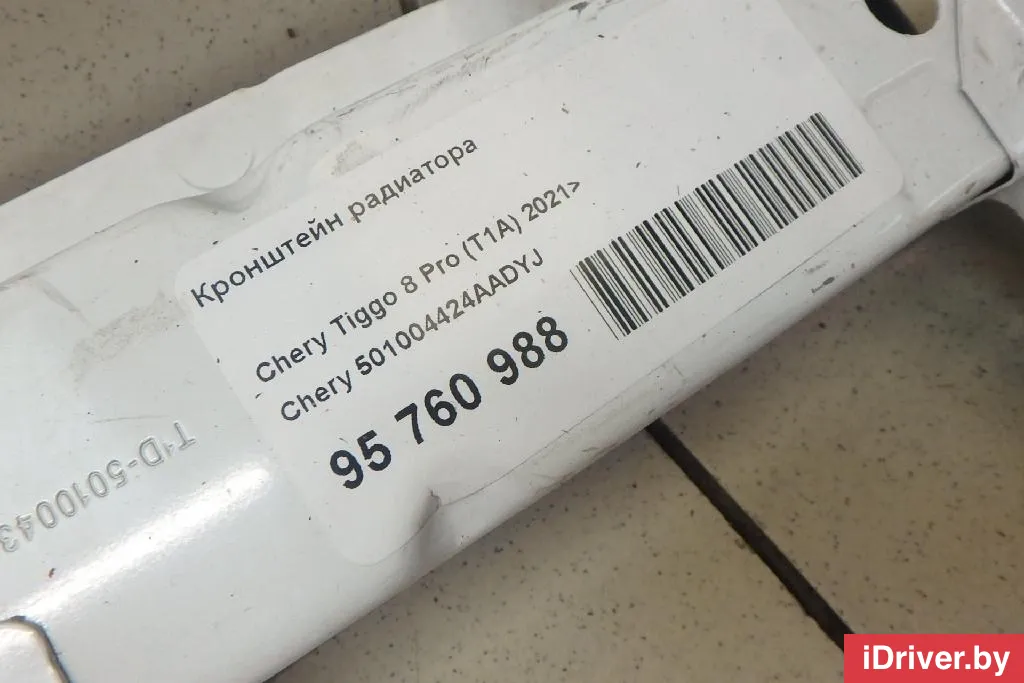 Кронштейн радиатора
Chery Tiggo 8 Pro (T1A) 2021>
Chery 501004424AADYJ
95 760 988
T1D-5010043
iDriver.by